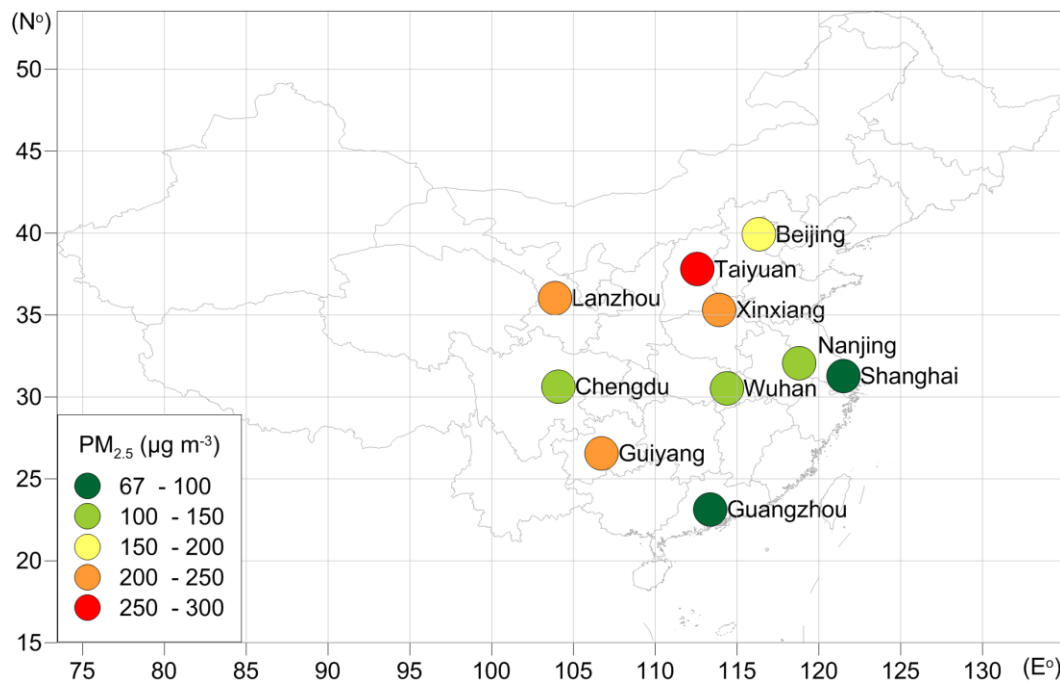 (Nº)
50
45
40
35
30
25
20
15
Beijing
Taiyuan
Lanzhou
Xinxiang
Nanjing
Shanghai
Chengdu
Wuhan
Guiyang
Guangzhou
PM2.5 (µg m-3)
67 - 100
100 - 150
150 - 200
200 - 250
250 - 300
75 80 85 90 95 100 105 110 115 120 125 130 (Eº)